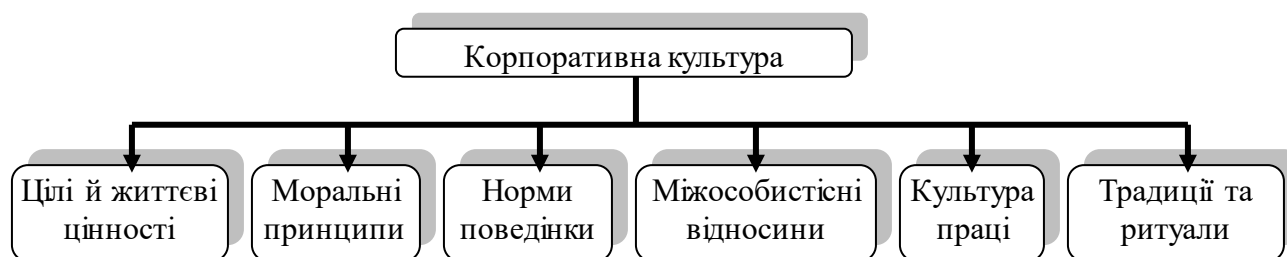 Корпоративна культура
Цілі й життєві
цінності
Моральні
принципи
Норми
поведінки
Міжособистісні
відносини
Культура
праці
Традиції та
ритуали